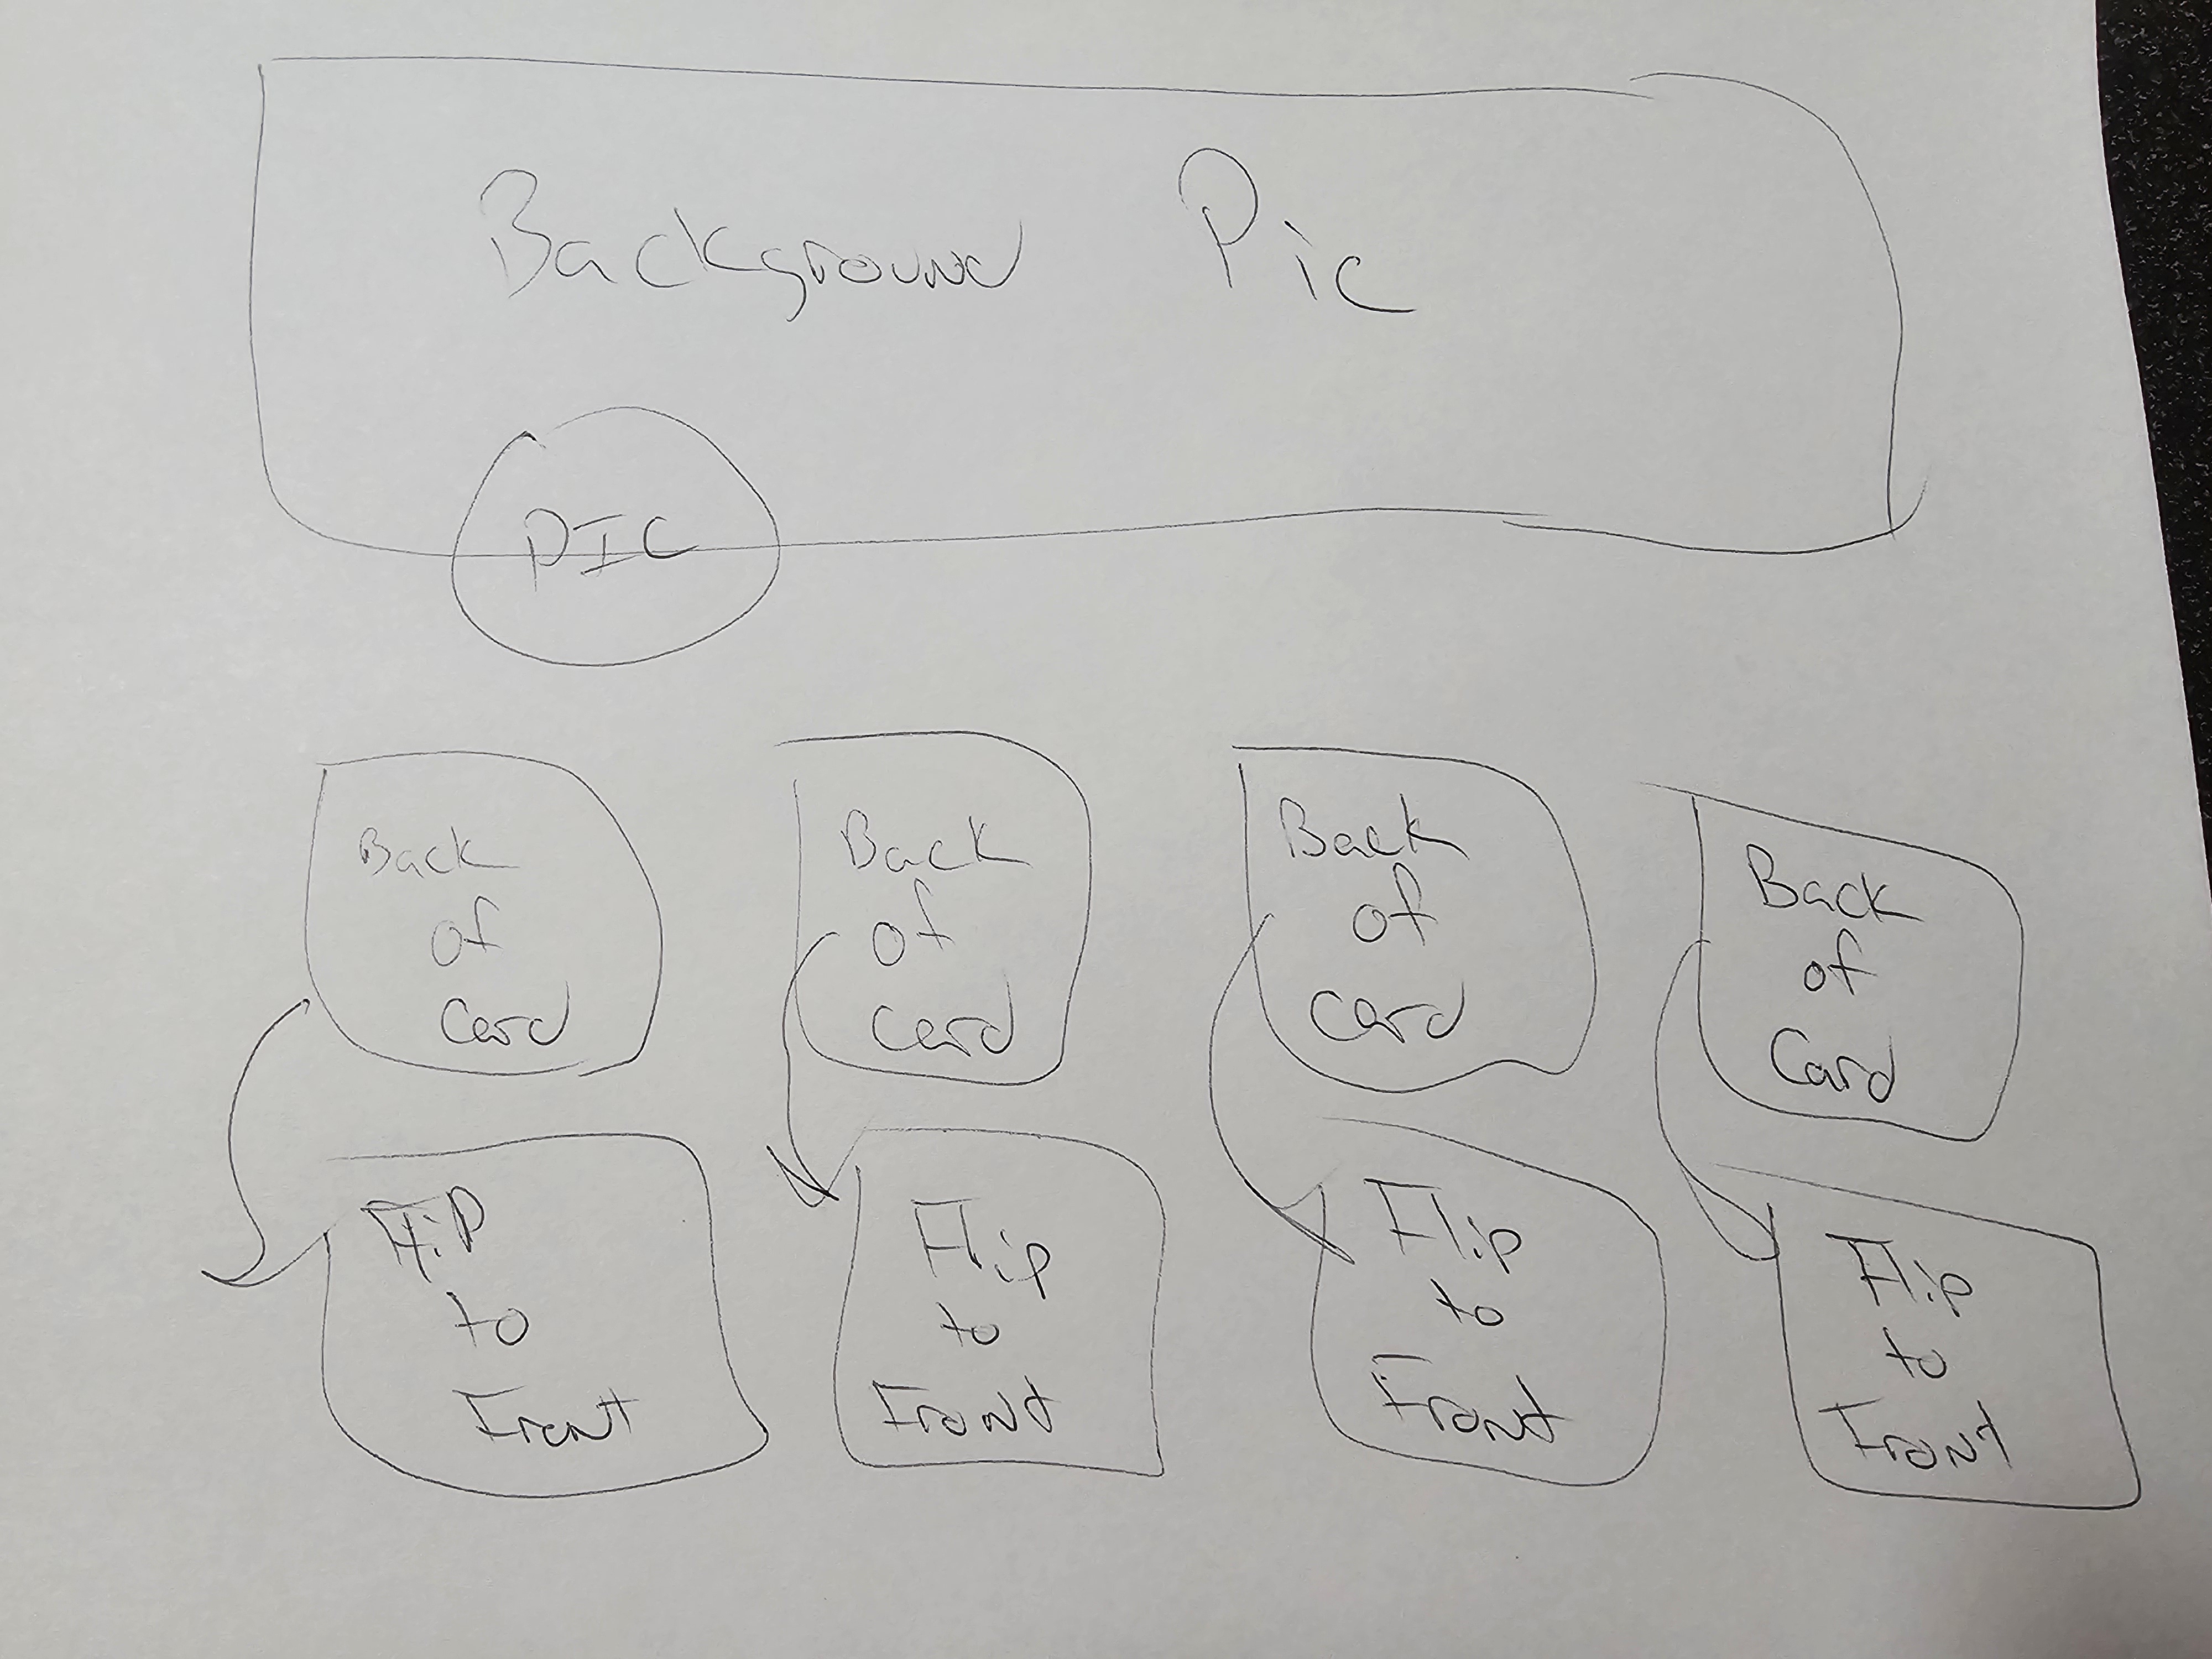 Background Pic
PIC
Back
of
Card
Back
of
Card
Back
of
Card
Back
of
Card
Flip
to
Front
Flip
to
Front
Flip
to
Front
Flip
to
Front